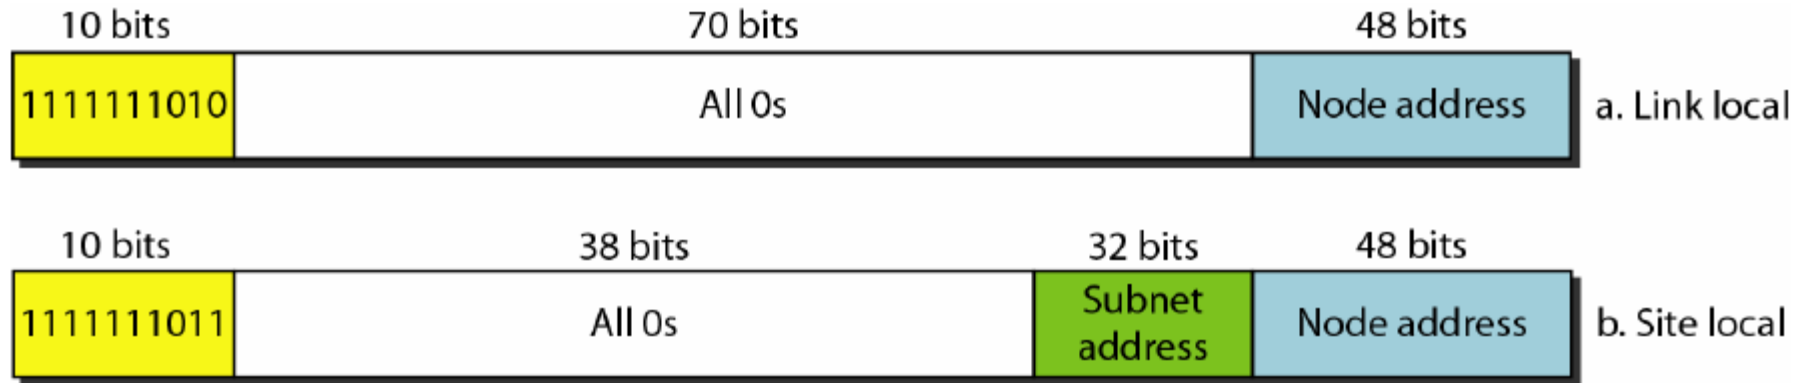 10 bits 70 bits 48 bits
1111111010 All 0s Node address a. Link local
10 bits 38 bits 32 bits 48 bits
1111111011 All 0s Subnet address Node address b. Site local